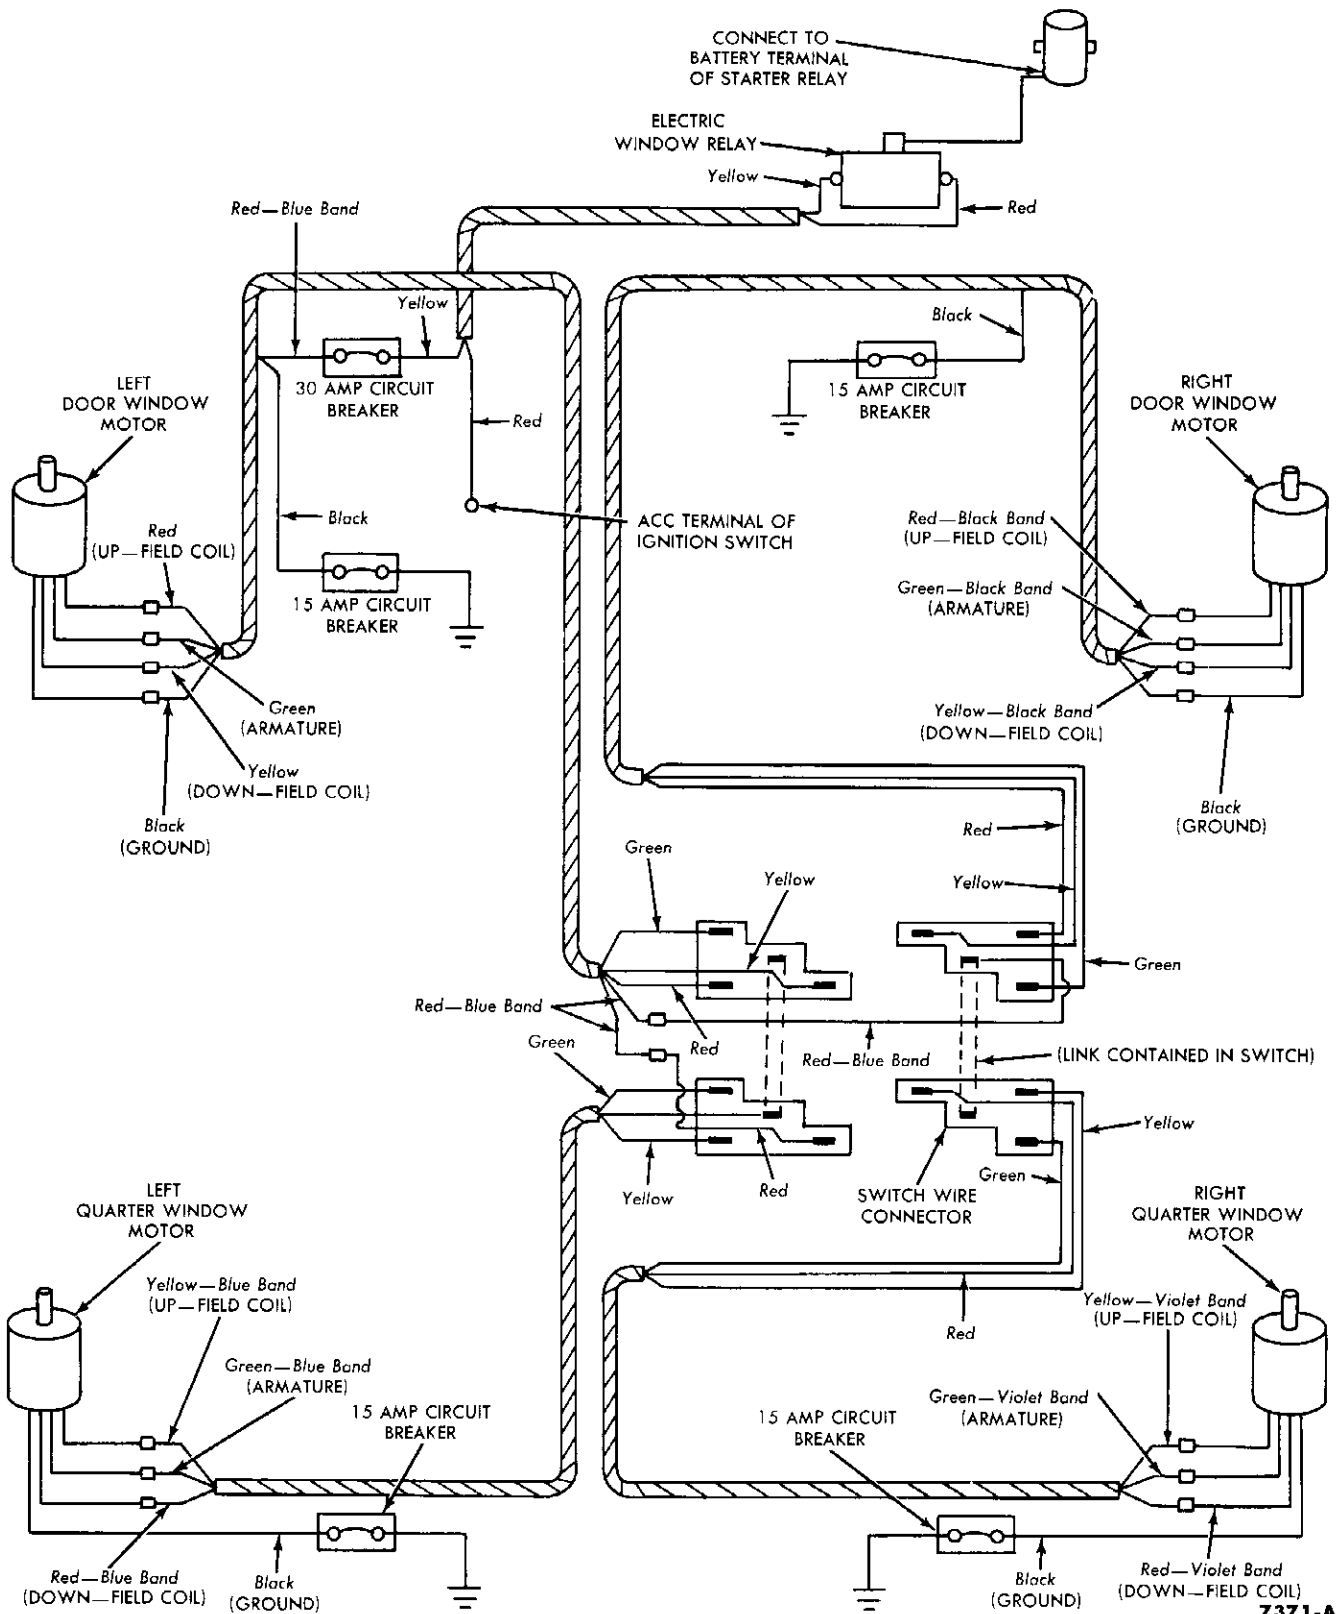 CONNECT TO
BATTERY TERMINAL
OF STARTER RELAY
ELECTRIC
WINDOW RELAY
Yellow
Red
Red—Blue Band
Yellow
Black
30 AMP CIRCUIT
BREAKER
15 AMP CIRCUIT
BREAKER
LEFT
DOOR WINDOW
MOTOR
RIGHT
DOOR WINDOW
MOTOR
Red
Black
ACC TERMINAL OF
IGNITION SWITCH
Red
(UP—FIELD COIL)
15 AMP CIRCUIT
BREAKER
Red—Black Band
(UP—FIELD COIL)
Green—Black Band
(ARMATURE)
Green
(ARMATURE)
Yellow—Black Band
(DOWN—FIELD COIL)
Yellow
(DOWN—FIELD COIL)
Black
(GROUND)
Black
(GROUND)
Red
Green
Yellow
Yellow
Green
Red—Blue Band
Green
Red
Red—Blue Band
(LINK CONTAINED IN SWITCH)
Yellow
Yellow
Red
Green
SWITCH WIRE
CONNECTOR
LEFT
QUARTER WINDOW
MOTOR
RIGHT
QUARTER WINDOW
MOTOR
Yellow—Blue Band
(UP—FIELD COIL)
Yellow—Violet Band
(UP—FIELD COIL)
Red
Green—Blue Band
(ARMATURE)
Green—Violet Band
(ARMATURE)
15 AMP CIRCUIT
BREAKER
15 AMP CIRCUIT
BREAKER
Red—Blue Band
(DOWN—FIELD COIL)
Black
(GROUND)
Black
(GROUND)
Red—Violet Band
(DOWN—FIELD COIL)
7371-A